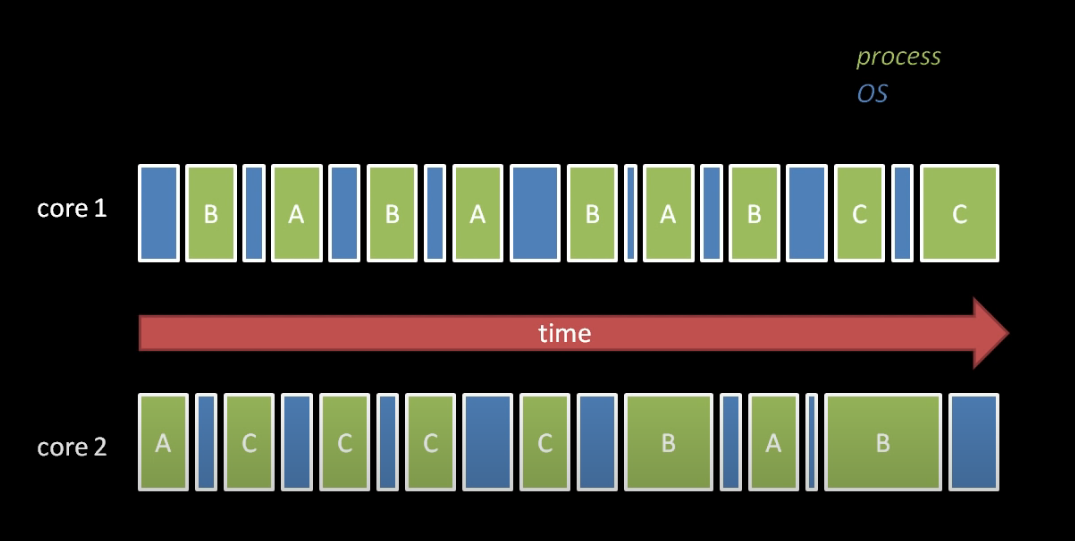 process
OS
core 1
B A B A B A B C C
time
core 2
A C C C C B A B